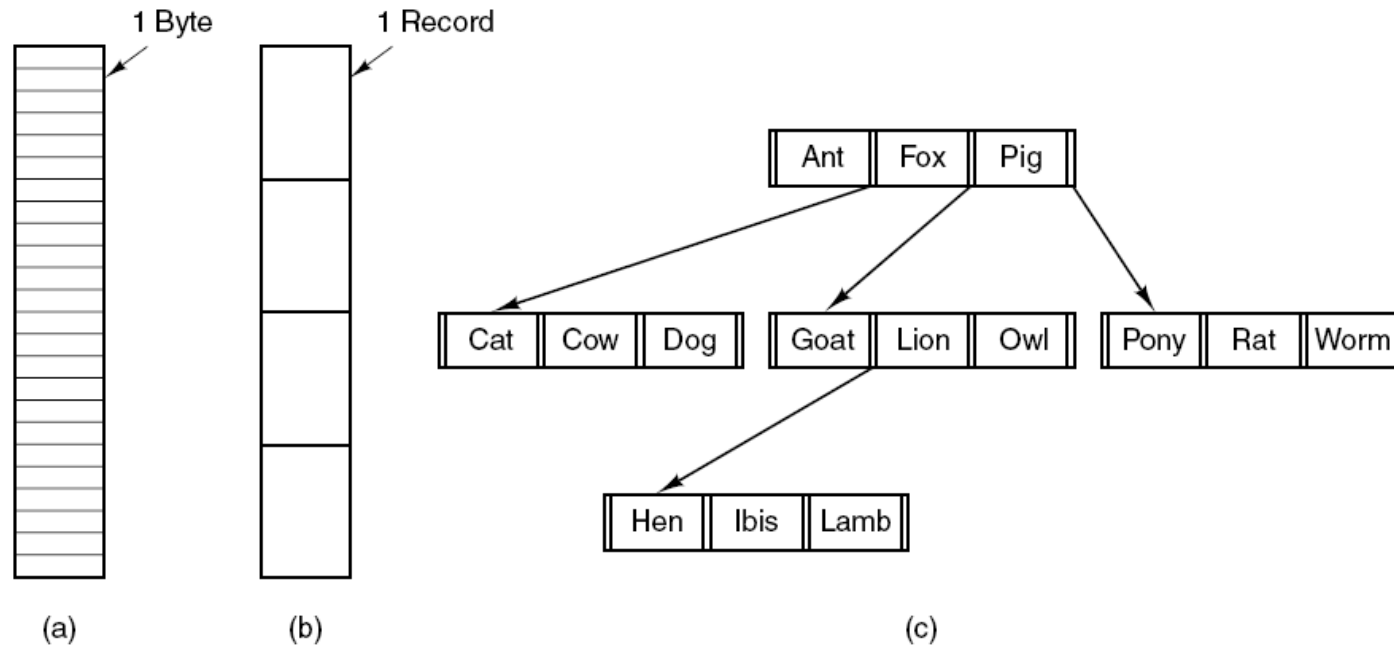 1 Byte
1 Record
Ant Fox Pig
Cat Cow Dog
Goat Lion Owl
Pony Rat Worm
Hen Ibis Lamb
(a)
(b)
(c)